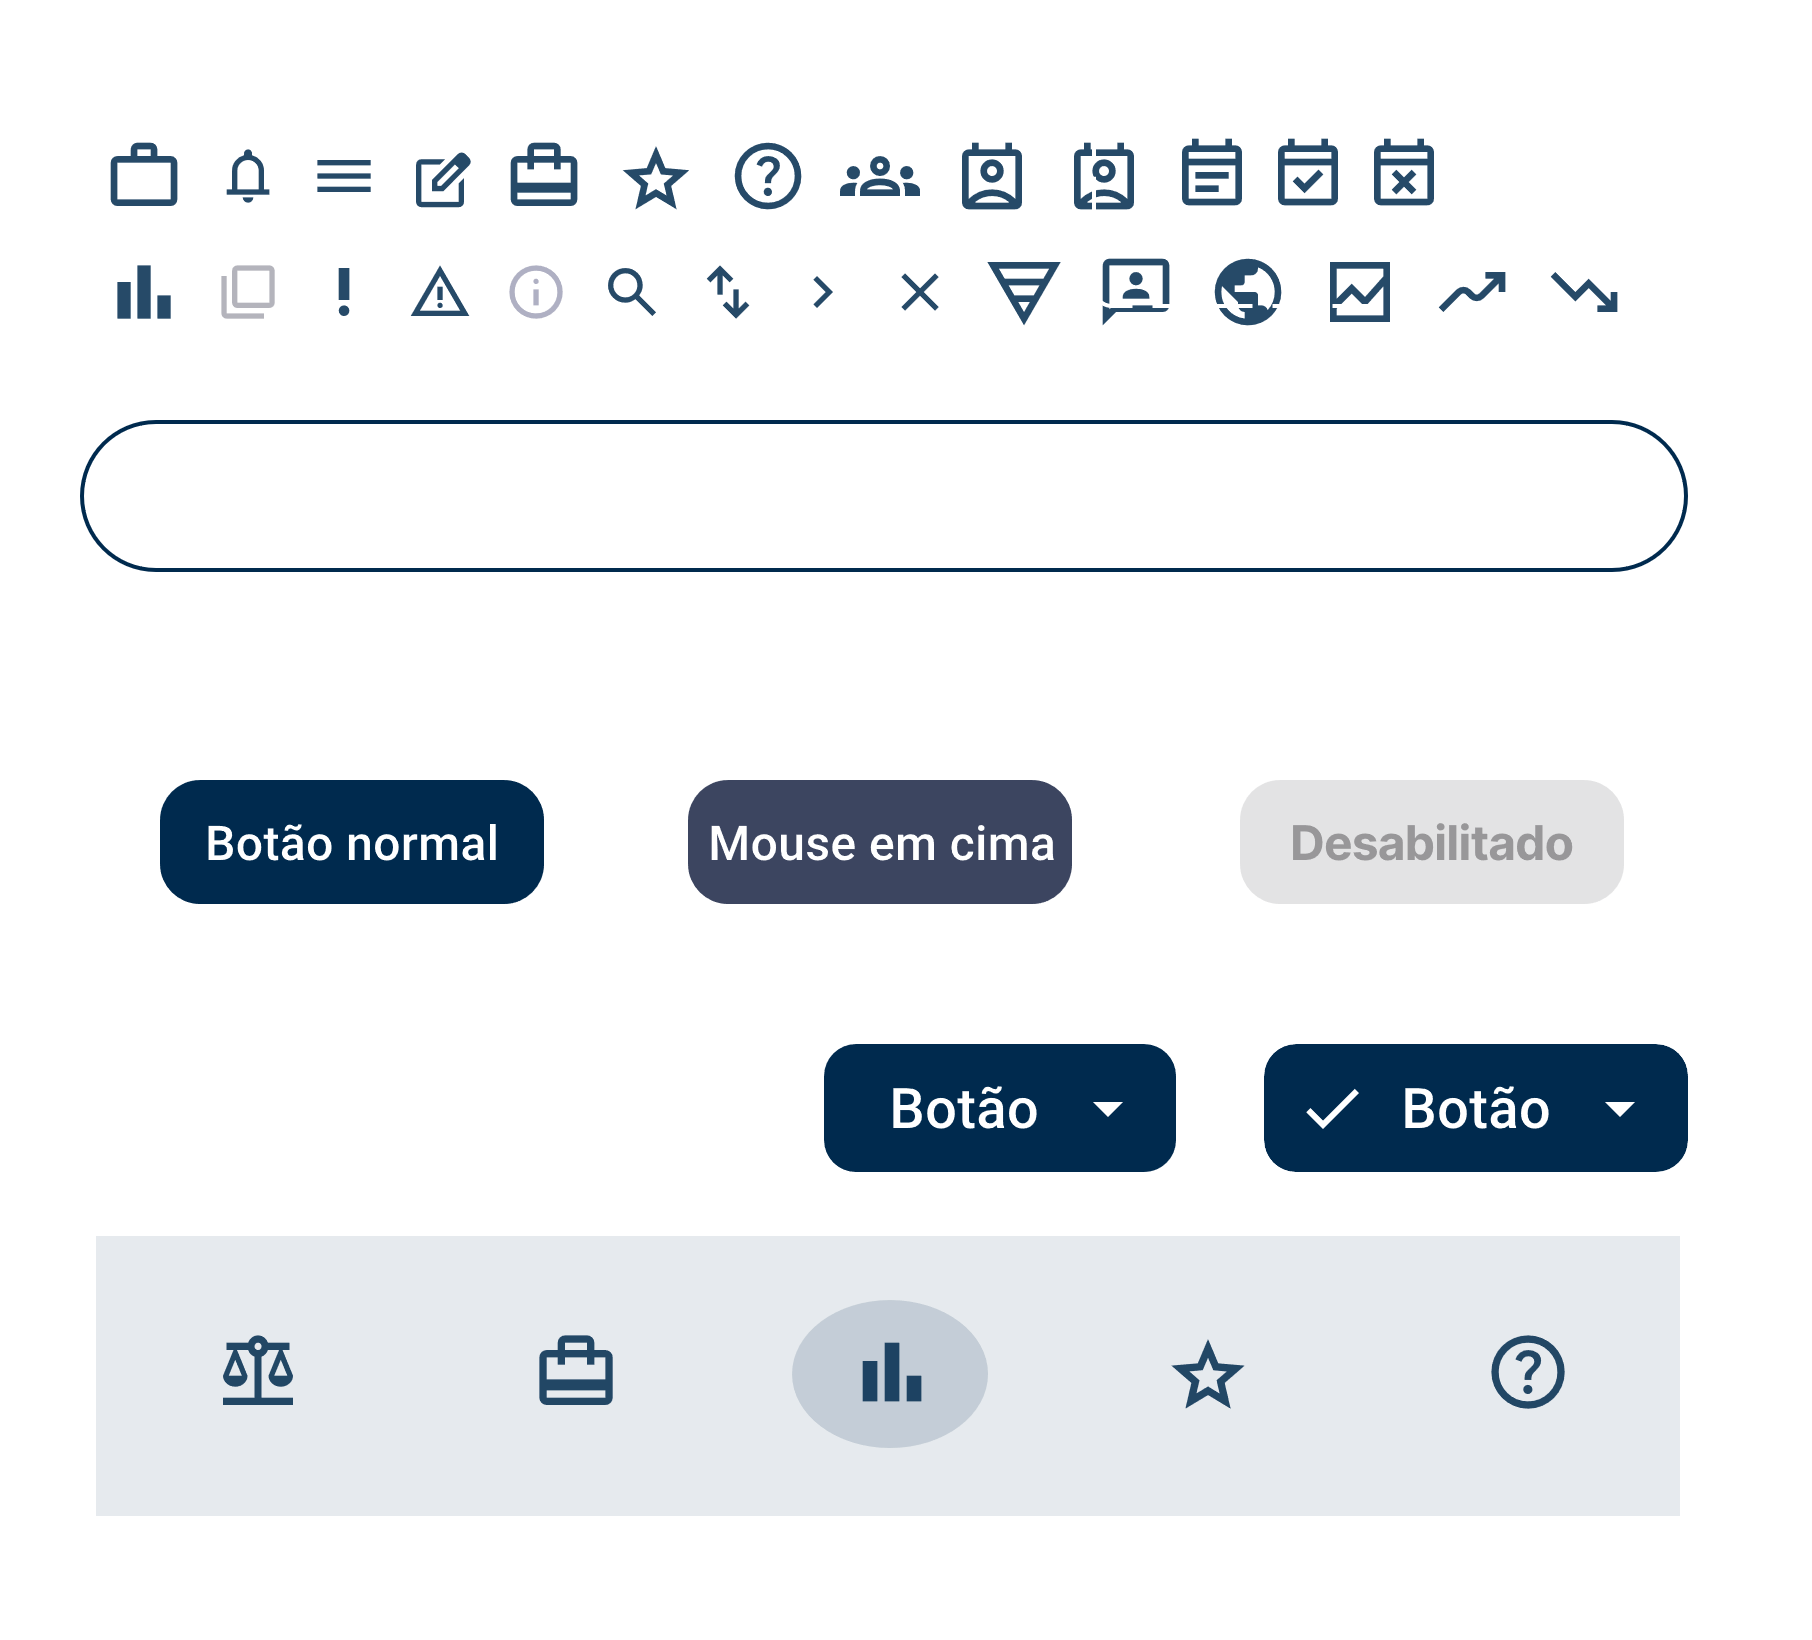 Botão normal
Mouse em cima
Desabilitado
Botão
Botão